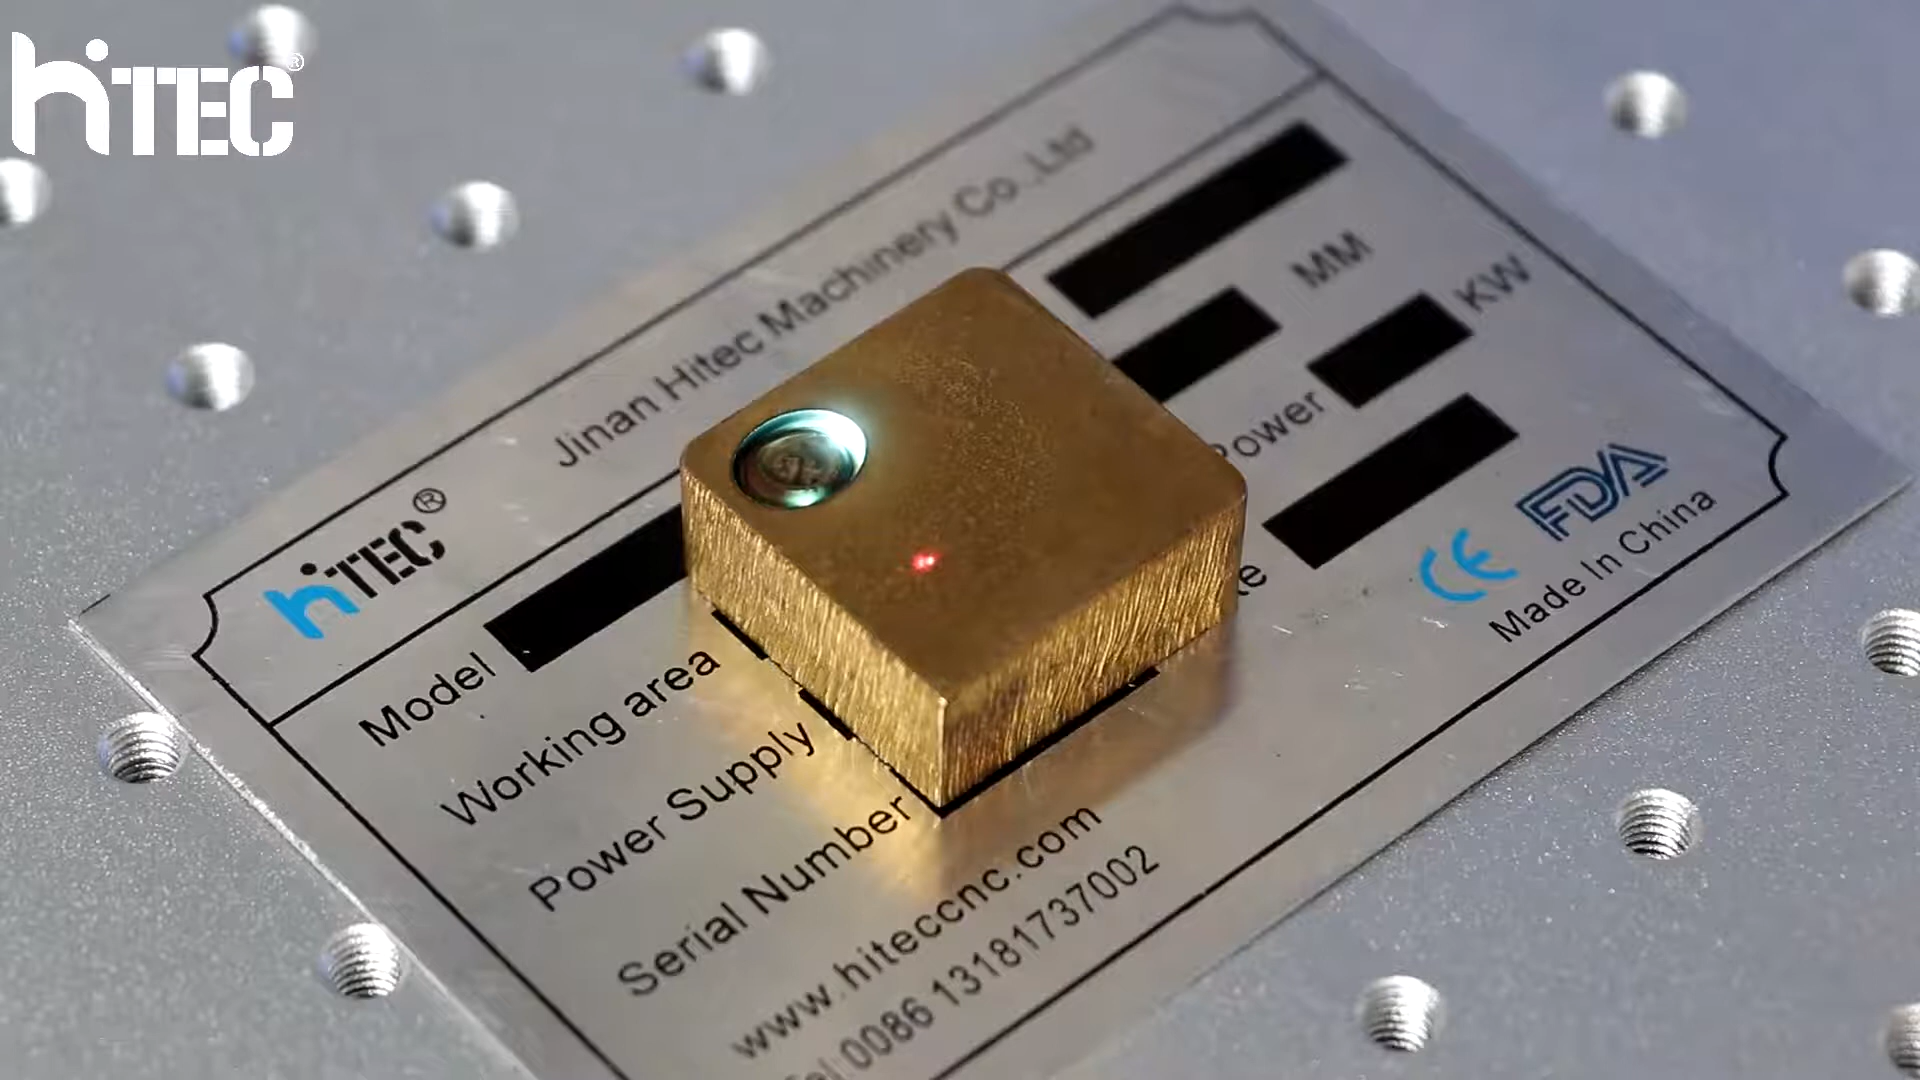 hiTEC®
Jinan Hitec Machinery Co.,Ltd
hiTEC®
Model
Working area
MM
Power Supply
Power
KW
Serial Number
www.hiteccnc.com
Tel:0086 13181737002
CE FDA
Made In China